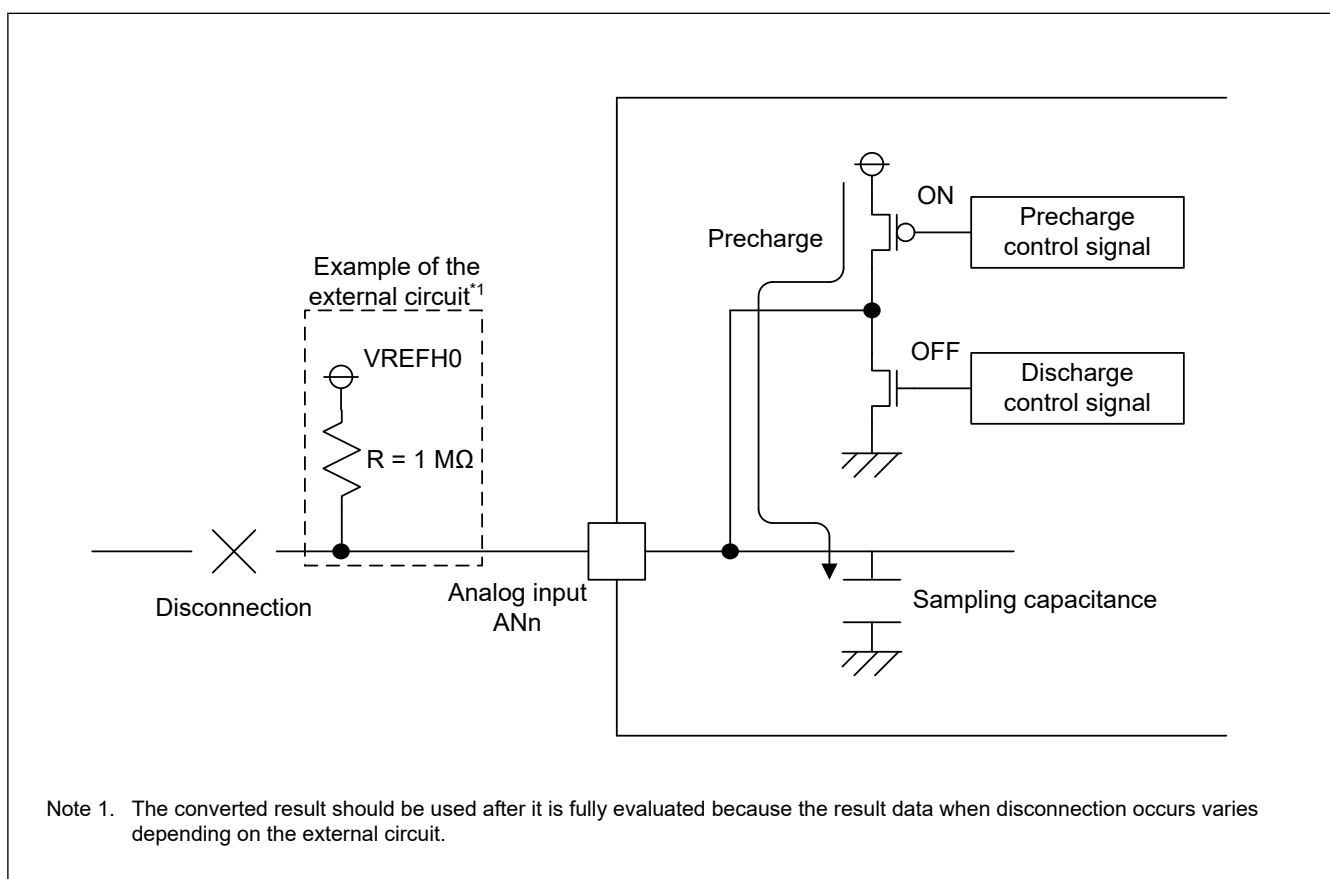 ON
Precharge
control signal
Precharge
Example of the
external circuit*1
VREFH0
OFF
Discharge
control signal
R = 1 MΩ
Disconnection
Analog input
ANn
Sampling capacitance
Note 1. The converted result should be used after it is fully evaluated because the result data when disconnection occurs varies
depending on the external circuit.